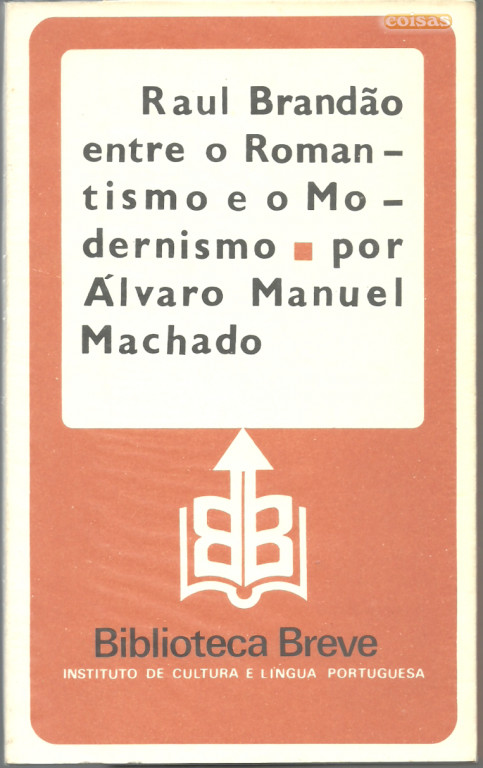 coisas
Raul Brandão
entre o Roman–
tismo e o Mo–
dernismo ■ por
Álvaro Manuel
Machado
BB
Biblioteca Breve
INSTITUTO DE CULTURA E LÍNGUA PORTUGUESA